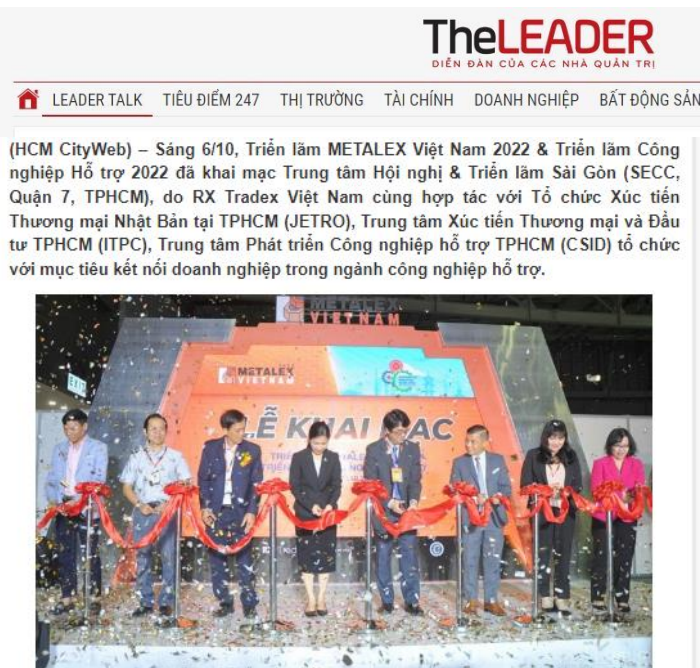 TheLEADER
DIỄN ĐÀN CỦA CÁC NHÀ QUẢN TRỊ
LEADER TALK TIÊU ĐIỂM 247 THỊ TRƯỜNG TÀI CHÍNH DOANH NGHIỆP BẤT ĐỘNG SẢN
(HCM CityWeb) – Sáng 6/10, Triển lãm METALEX Việt Nam 2022 & Triển lãm Công
nghiệp Hỗ trợ 2022 đã khai mạc Trung tâm Hội nghị & Triển lãm Sài Gòn (SECC,
Quận 7, TPHCM), do RX Tradex Việt Nam cùng hợp tác với Tổ chức Xúc tiến
Thương mại Nhật Bản tại TPHCM (JETRO), Trung tâm Xúc tiến Thương mại và Đầu
tư TPHCM (ITPC), Trung tâm Phát triển Công nghiệp hỗ trợ TPHCM (CSID) tổ chức
với mục tiêu kết nối doanh nghiệp trong ngành công nghiệp hỗ trợ.
METALEX
VIETNAM
METALEX
VIETNAM
EXIT
LỄ KHAI MẠC